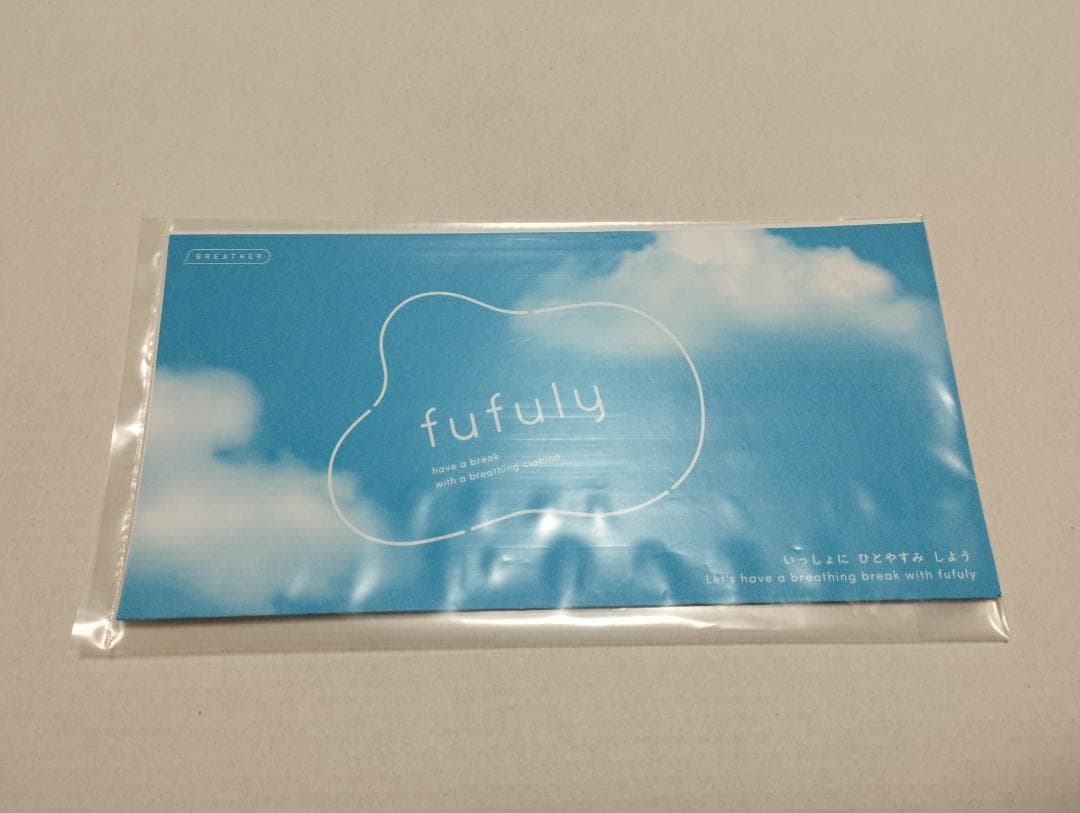 BREATHER
fufuly
have a break
with a breathing cushion
いっしょに ひとやすみ しよう
Let's have a breathing break with fufuly